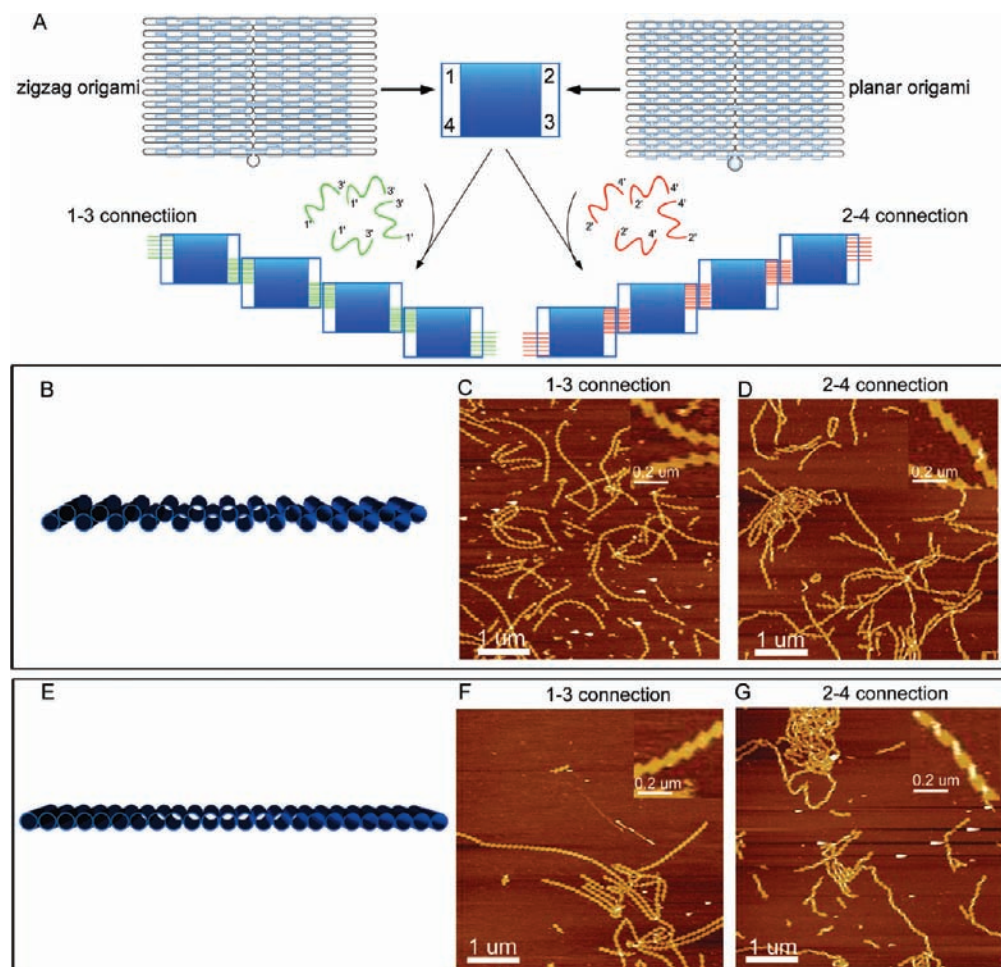 A
zigzag origami
1 2
4 3
planar origami
3' 3'
1' 1' 3'
1' 3' 1'
4' 4'
2' 2' 4'
2' 4' 2'
1-3 connectiion
2-4 connection
B
C
1-3 connection
0.2 um
1 um
D
2-4 connection
0.2 um
1 um
E
F
1-3 connection
0.2 um
1 um
G
2-4 connection
0.2 um
1 um